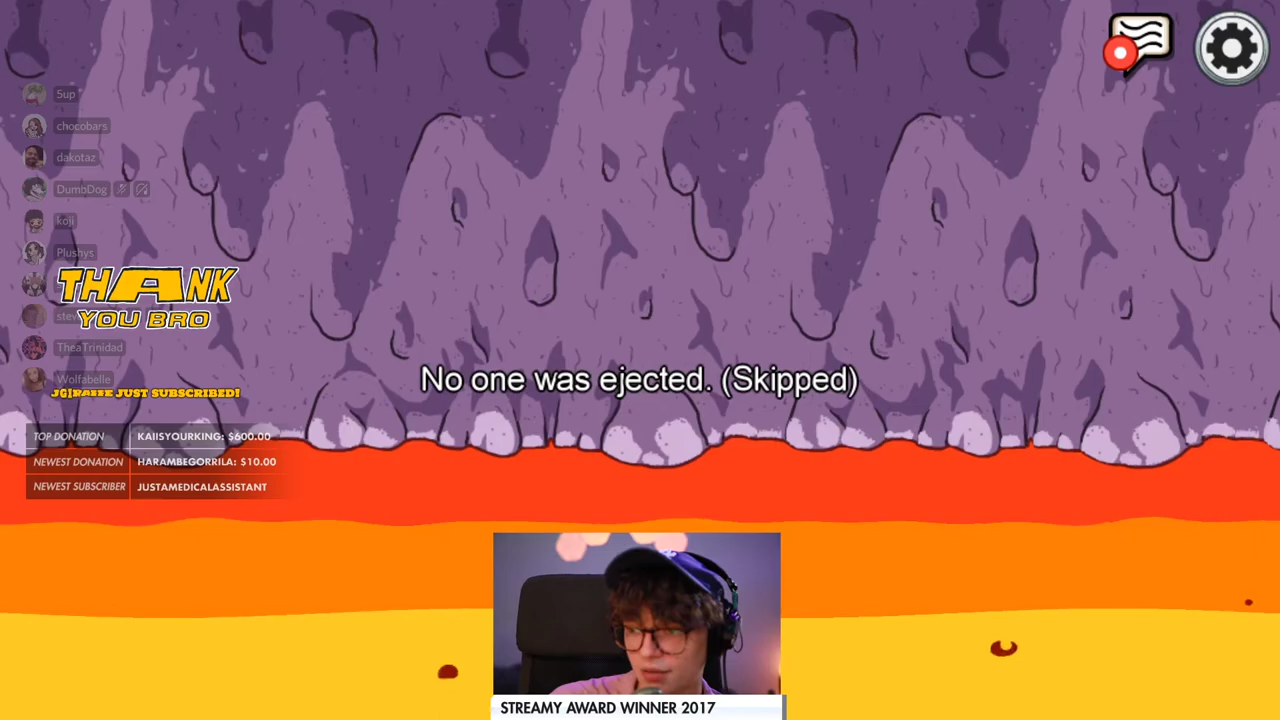 Sup
chocobars
dakotaz
DumbDog
koji
Plushys
THANK
YOU BRO
TheaTrinidad
Wolfabelle
JUST SUBSCRIBED!
No one was ejected. (Skipped)
TOP DONATION KAIISYOURKING: $600.00
NEWEST DONATION HARAMBEGORRILA: $10.00
NEWEST SUBSCRIBER JUSTAMEDICALASSISTANT
STREAMY AWARD WINNER 2017